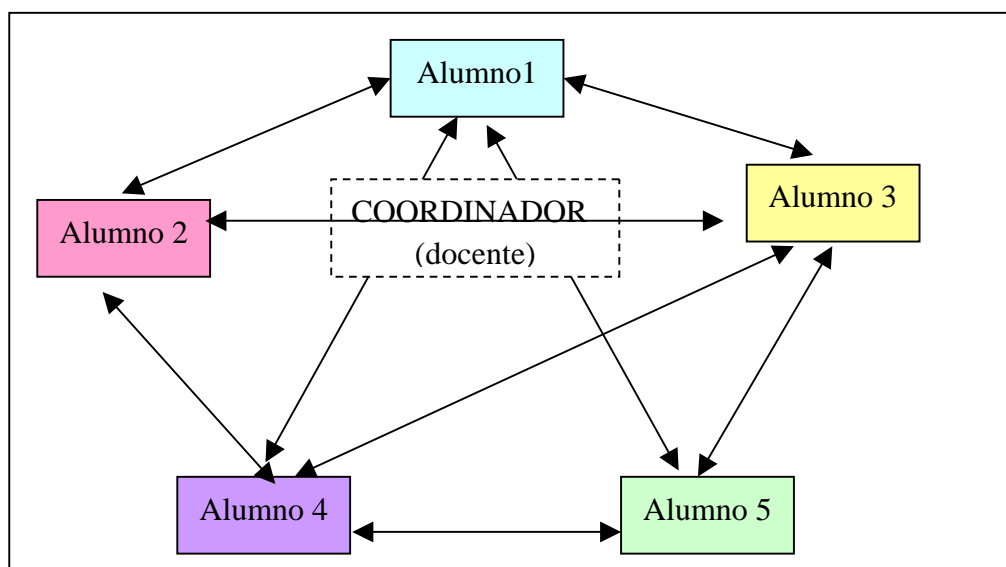 Alumno1
Alumno 3
COORDINADOR
(docente)
Alumno 2
Alumno 4
Alumno 5